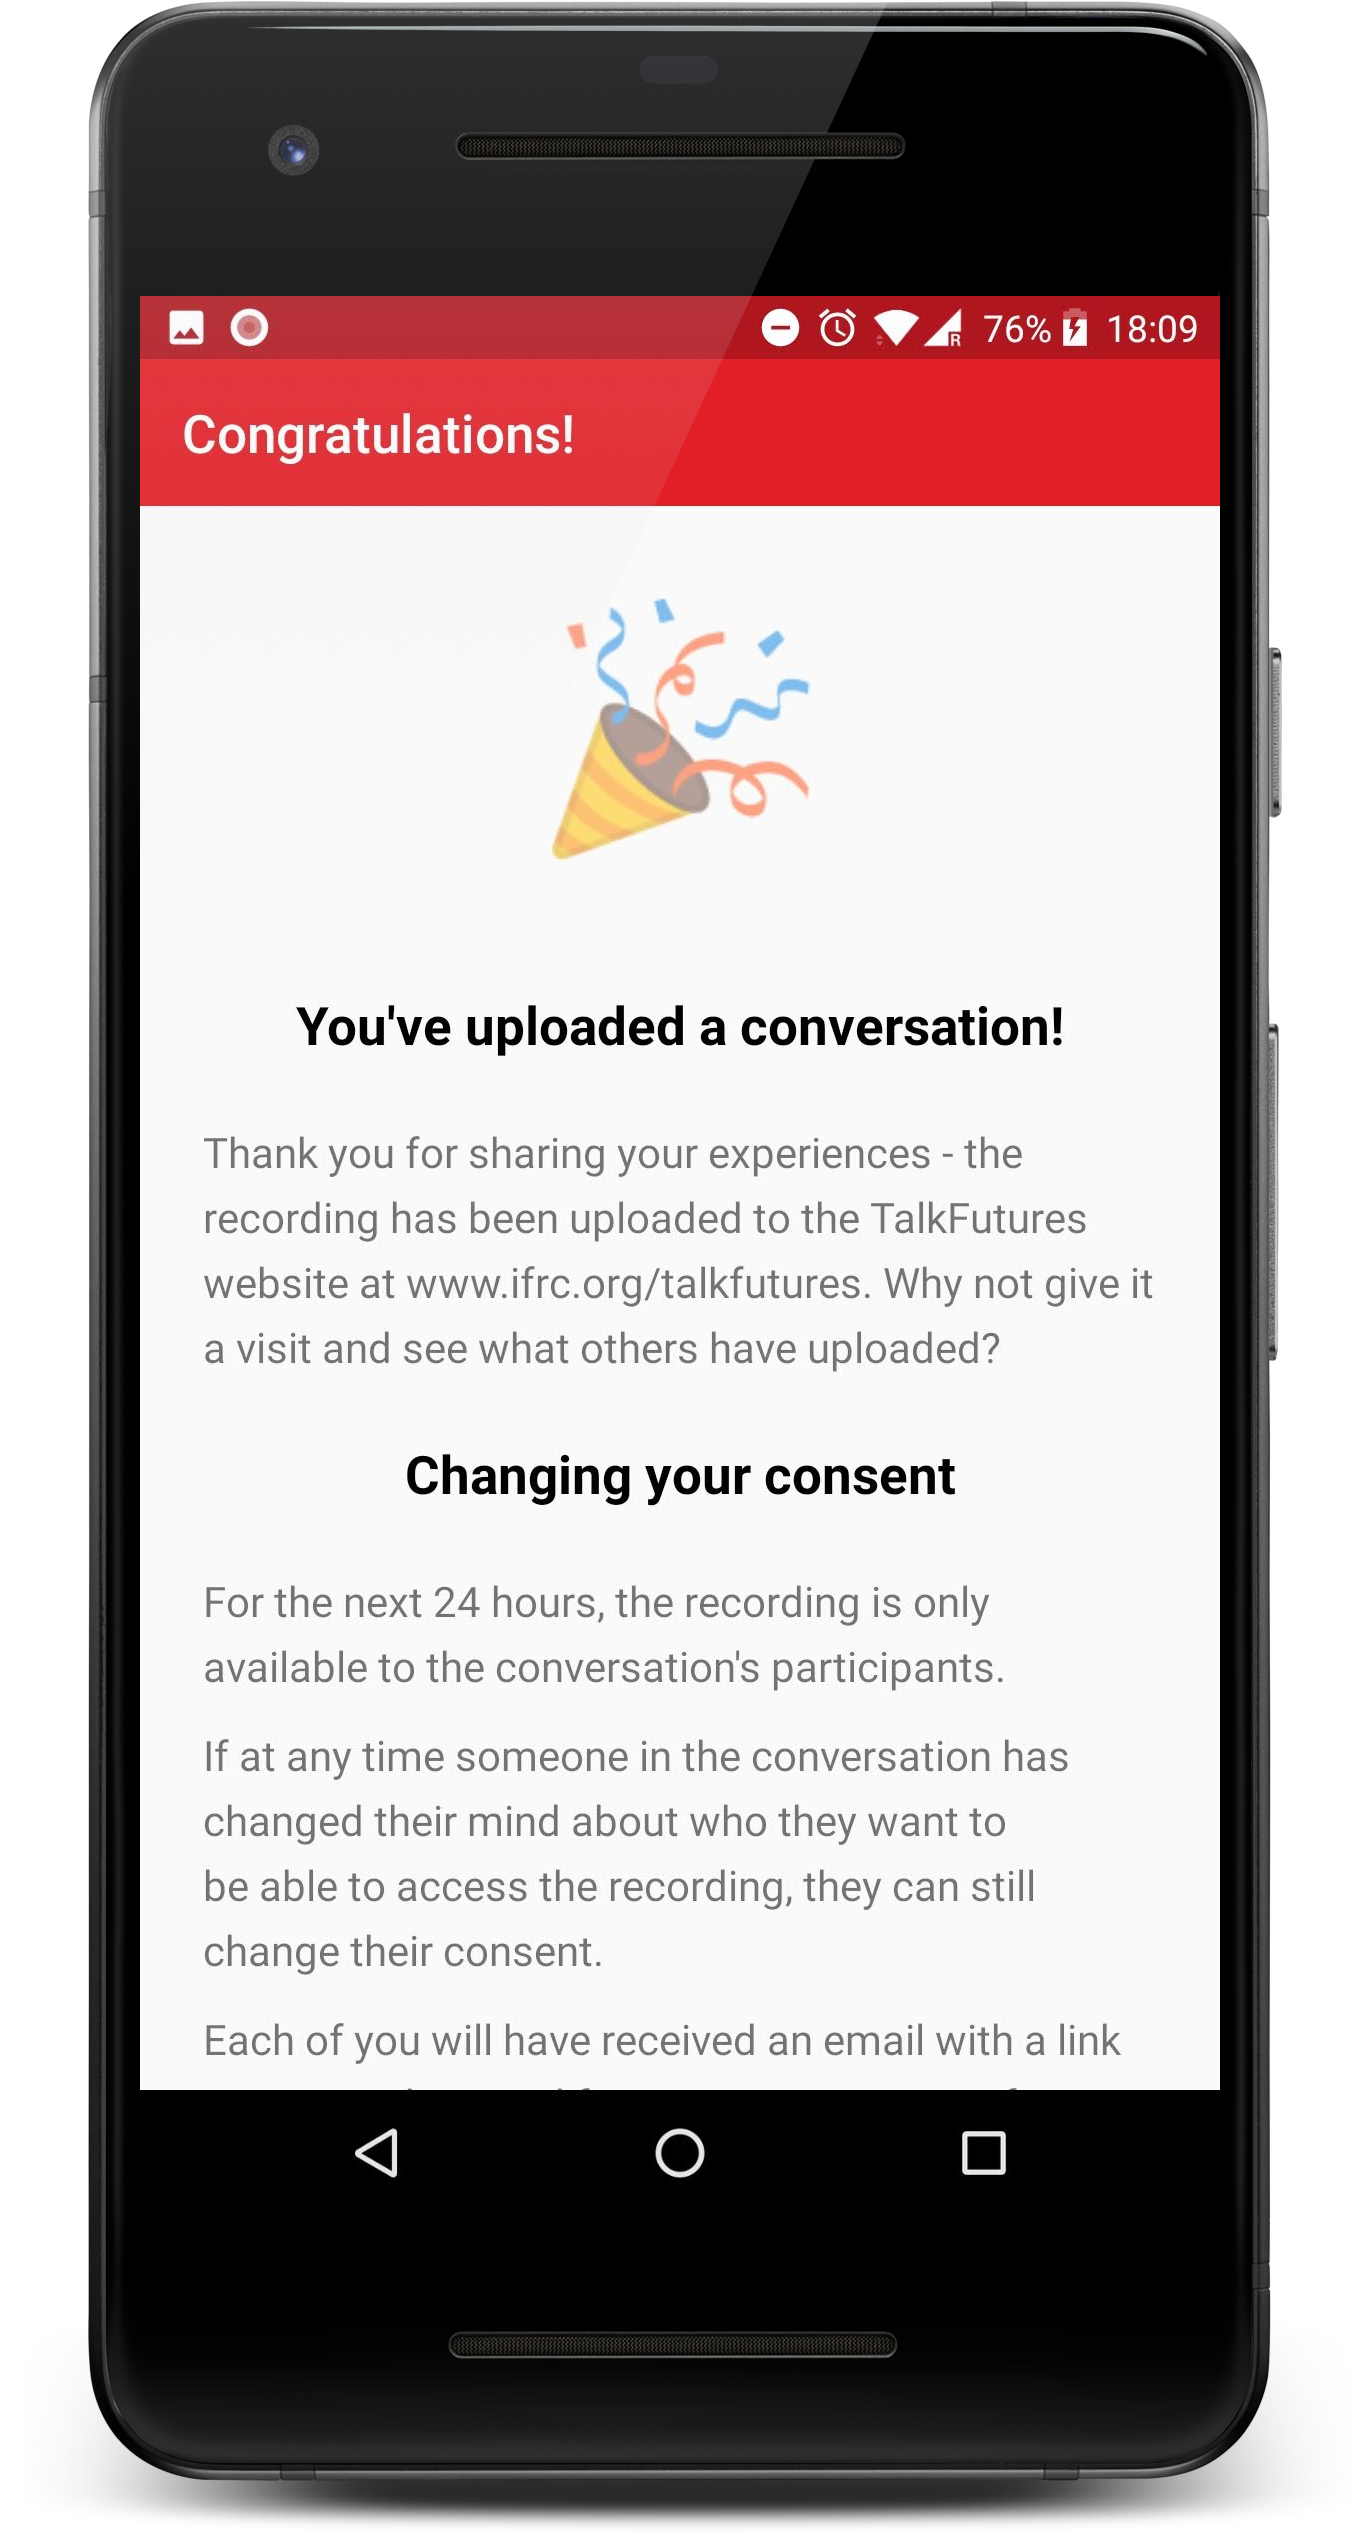 76% 18:09
Congratulations!
You've uploaded a conversation!
Thank you for sharing your experiences - the
recording has been uploaded to the TalkFutures
website at www.ifrc.org/talkfutures. Why not give it
a visit and see what others have uploaded?
Changing your consent
For the next 24 hours, the recording is only
available to the conversation's participants.
If at any time someone in the conversation has
changed their mind about who they want to
be able to access the recording, they can still
change their consent.
Each of you will have received an email with a link